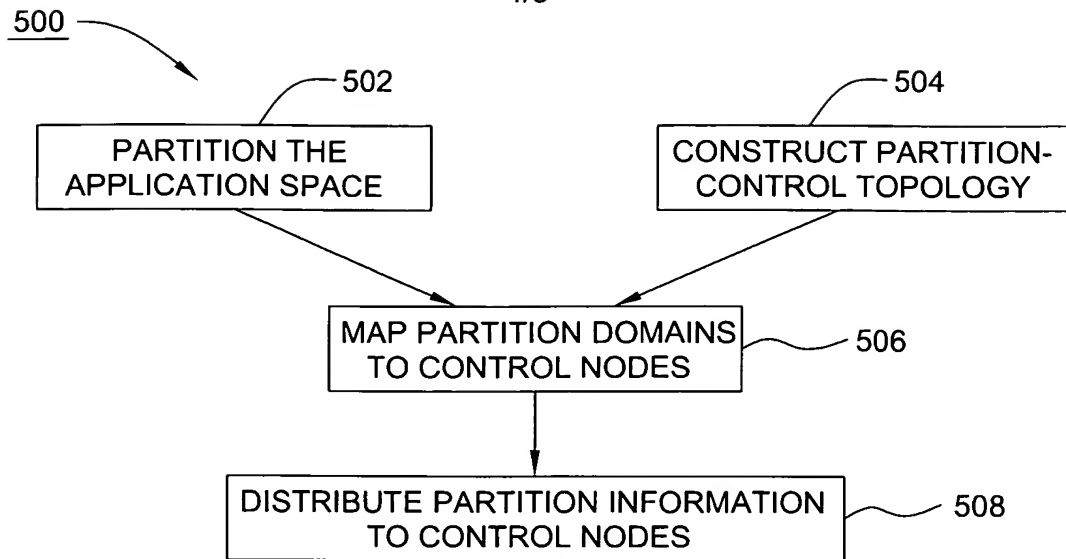 500
502
504
PARTITION THE
APPLICATION SPACE
CONSTRUCT PARTITION-
CONTROL TOPOLOGY
MAP PARTITION DOMAINS
TO CONTROL NODES
506
DISTRIBUTE PARTITION INFORMATION
TO CONTROL NODES
508